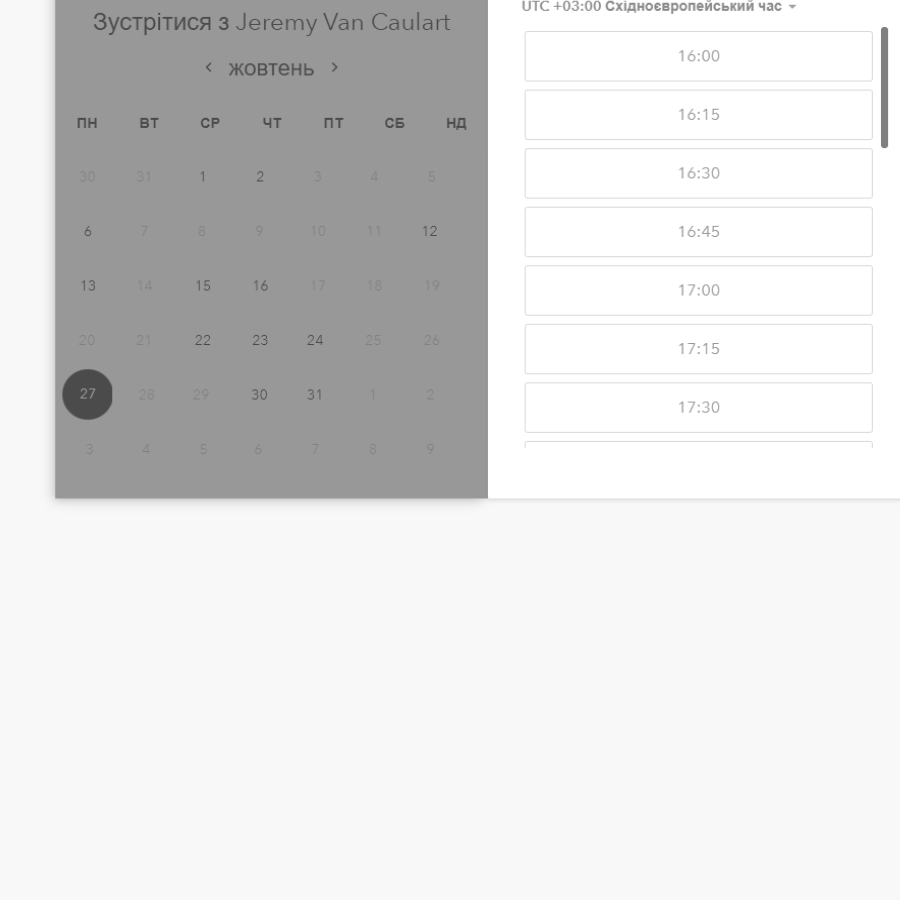 Зустрітися з Jeremy Van Caulart
жовтень
ПН ВТ СР ЧТ ПТ СБ НД
30 31 1 2 3 4 5
6 7 8 9 10 11 12
13 14 15 16 17 18 19
20 21 22 23 24 25 26
27 28 29 30 31 1 2
3 4 5 6 7 8 9
UTC +03:00 Східноєвропейський час
16:00
16:15
16:30
16:45
17:00
17:15
17:30